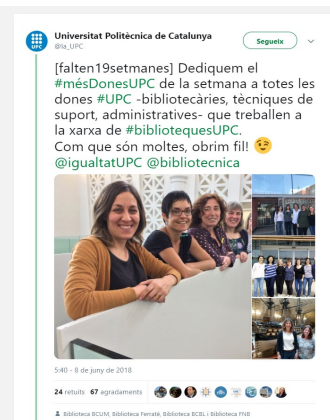 Universitat Politècnica de Catalunya
@la_UPC
Segueix
UPC
[falten19setmanes] Dediquem el
#mésDonesUPC de la setmana a totes les
dones #UPC -bibliotecàries, tècniques de
suport, administratives- que treballen a
la xarxa de #bibliotequesUPC.
Com que són moltes, obrim fil! 😉
@igualtatUPC @bibliotecnica
5:40 - 8 de juny de 2018
24 retuits 67 agradaments
Biblioteca BCUM, Biblioteca Ferraté, Biblioteca BCBL i Biblioteca FNB